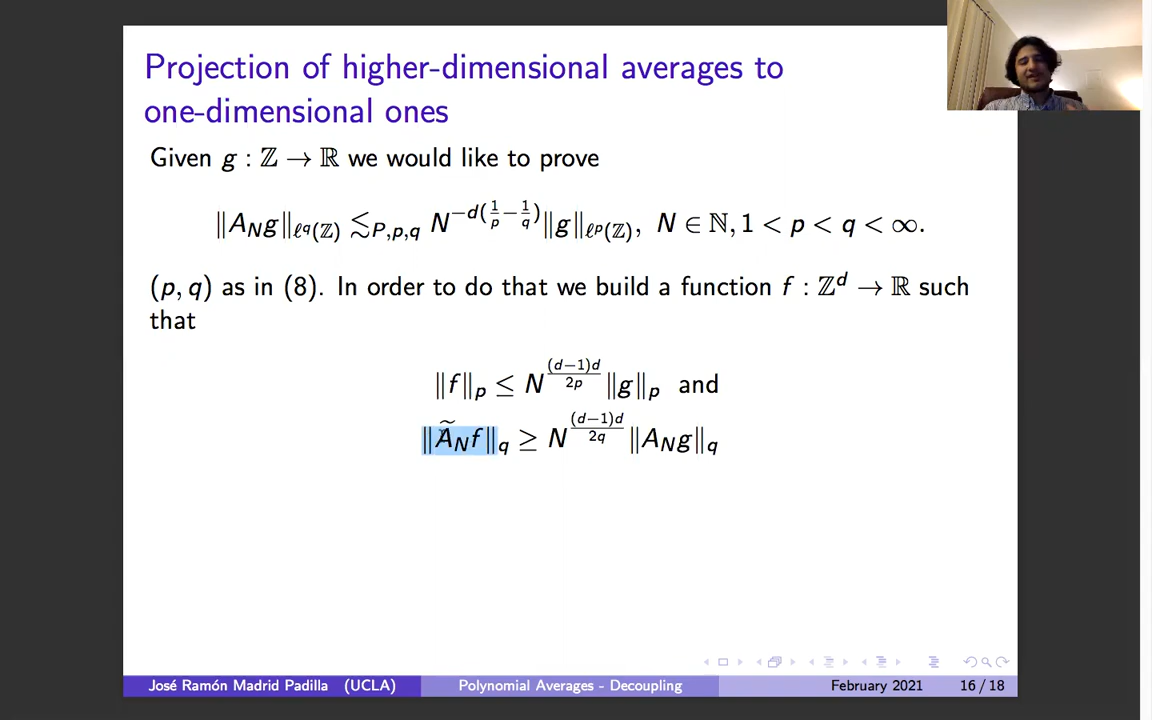 Projection of higher-dimensional averages to
one-dimensional ones
Given g : ℤ → ℝ we would like to prove
‖A_N g‖_{ℓ^q(ℤ)} ≲_{P,p,q} N^{−d(1/p − 1/q)} ‖g‖_{ℓ^p(ℤ)}, N ∈ ℕ, 1 < p < q < ∞.
(p, q) as in (8). In order to do that we build a function f : ℤ^d → ℝ such
that
‖f‖_p ≤ N^{(d−1)d/2p} ‖g‖_p and
‖Ã_N f‖_q ≥ N^{(d−1)d/2q} ‖A_N g‖_q
José Ramón Madrid Padilla (UCLA) Polynomial Averages - Decoupling February 2021 16 / 18